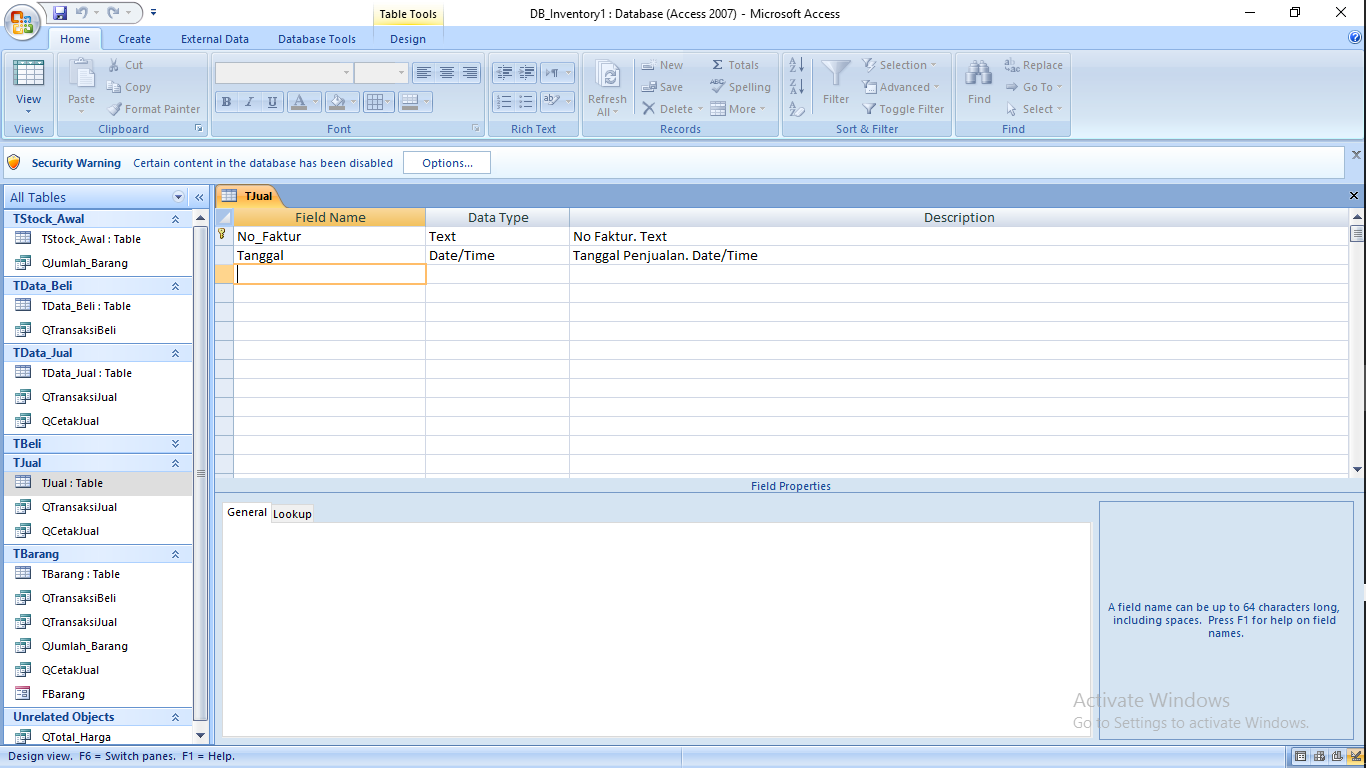 Table Tools
DB_Inventory1 : Database (Access 2007) - Microsoft Access
Home Create External Data Database Tools Design
View
Views
Paste
Cut
Copy
Format Painter
Clipboard
B I U A
Font
Rich Text
Refresh All
New
Save
Delete
Σ Totals
Spelling
More
Records
Filter
Selection
Advanced
Toggle Filter
Sort & Filter
Find
Replace
Go To
Select
Find
Security Warning Certain content in the database has been disabled Options...
All Tables
TStock_Awal
TStock_Awal : Table
QJumlah_Barang
TData_Beli
TData_Beli : Table
QTransaksiBeli
TData_Jual
TData_Jual : Table
QTransaksiJual
QCetakJual
TBeli
TJual
TJual : Table
QTransaksiJual
QCetakJual
TBarang
TBarang : Table
QTransaksiBeli
QTransaksiJual
QJumlah_Barang
QCetakJual
FBarang
Unrelated Objects
QTotal_Harga
TJual
Field Name Data Type Description
No_Faktur Text No Faktur. Text
Tanggal Date/Time Tanggal Penjualan. Date/Time
Field Properties
General Lookup
A field name can be up to 64 characters long,
including spaces. Press F1 for help on field
names.
Activate Windows
Go to Settings to activate Windows.
Design view. F6 = Switch panes. F1 = Help.